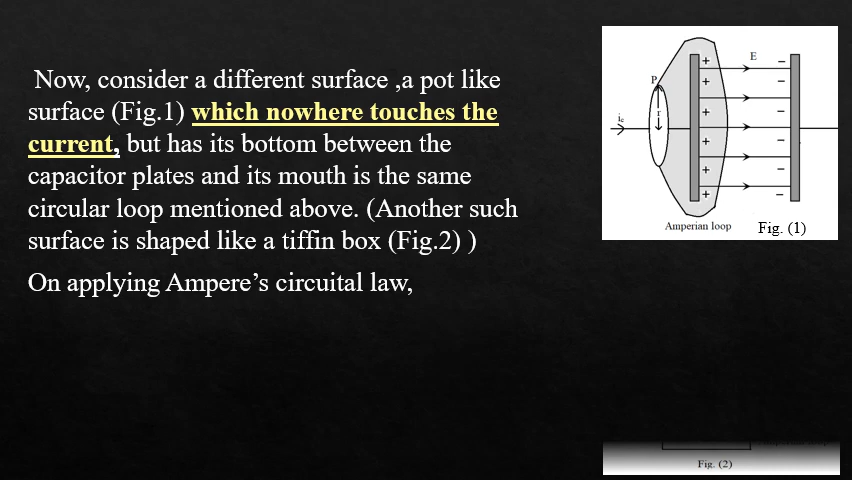 Now, consider a different surface ,a pot like
surface (Fig.1) which nowhere touches the
current, but has its bottom between the
capacitor plates and its mouth is the same
circular loop mentioned above. (Another such
surface is shaped like a tiffin box (Fig.2) )
On applying Ampere’s circuital law,
E
P
r
ic
+ −
+ −
+ −
+ −
+ −
+ −
Amperian loop
Fig. (1)
Fig. (2)